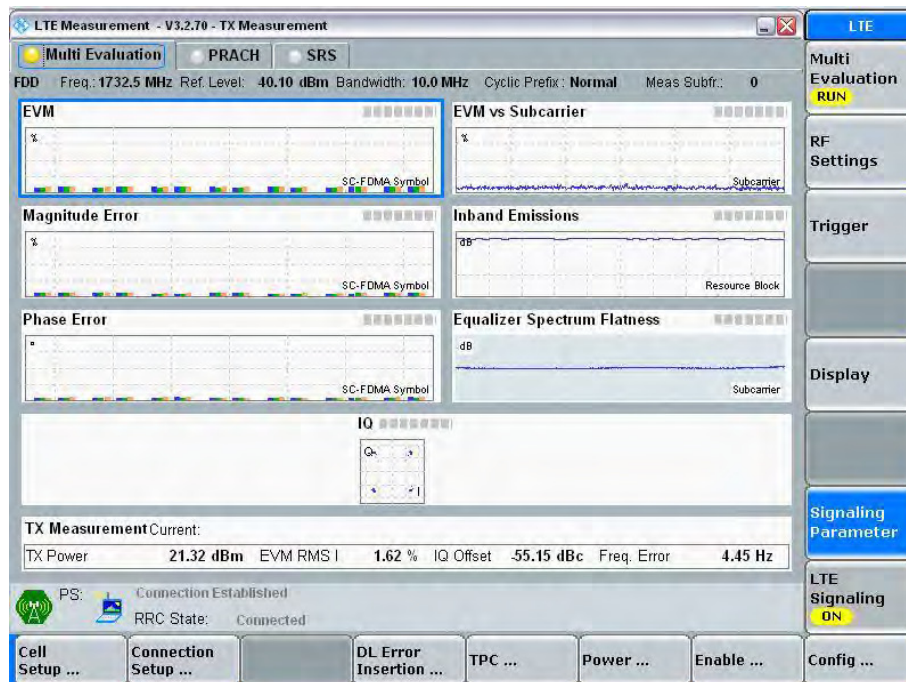 LTE Measurement - V3.2.70 - TX Measurement
LTE
Multi Evaluation PRACH SRS
FDD Freq.: 1732.5 MHz Ref. Level: 40.10 dBm Bandwidth: 10.0 MHz Cyclic Prefix: Normal Meas Subfr.: 0
Multi
Evaluation
RUN
EVM
%
SC-FDMA Symbol
EVM vs Subcarrier
%
Subcarrier
RF
Settings
Magnitude Error
%
SC-FDMA Symbol
Inband Emissions
dB
Resource Block
Trigger
Phase Error
°
SC-FDMA Symbol
Equalizer Spectrum Flatness
dB
Subcarrier
Display
IQ
Q
I
Signaling
Parameter
TX Measurement Current:
TX Power 21.32 dBm EVM RMS I 1.62 % IQ Offset -55.15 dBc Freq. Error 4.45 Hz
PS: Connection Established
RRC State: Connected
LTE
Signaling
ON
Cell
Setup ...
Connection
Setup ...
DL Error
Insertion ...
TPC ...
Power ...
Enable ...
Config ...